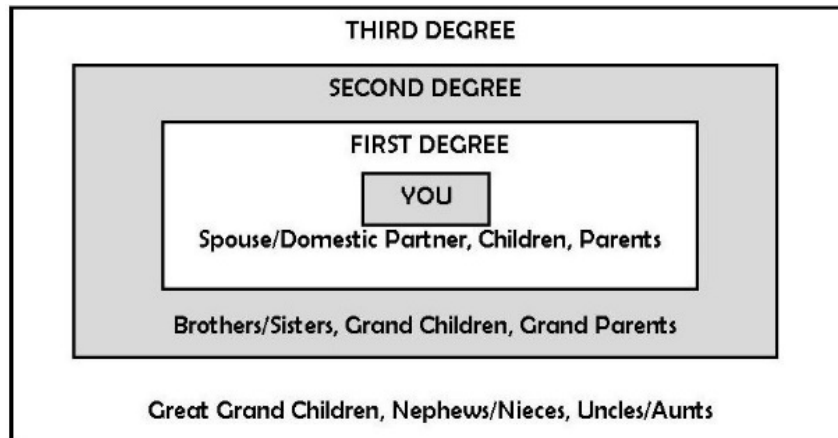 THIRD DEGREE
SECOND DEGREE
FIRST DEGREE
YOU
Spouse/Domestic Partner, Children, Parents
Brothers/Sisters, Grand Children, Grand Parents
Great Grand Children, Nephews/Nieces, Uncles/Aunts